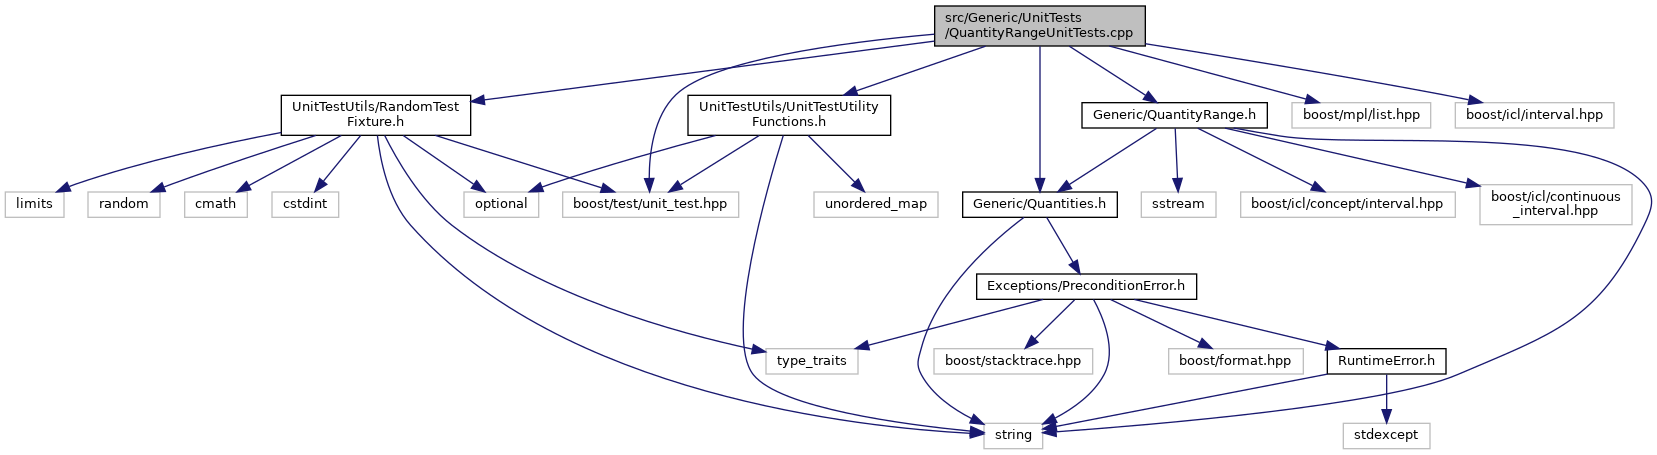 src/Generic/UnitTests
/QuantityRangeUnitTests.cpp
UnitTestUtils/RandomTest
Fixture.h
UnitTestUtils/UnitTestUtility
Functions.h
Generic/QuantityRange.h
boost/mpl/list.hpp
boost/icl/interval.hpp
limits
random
cmath
cstdint
optional
boost/test/unit_test.hpp
unordered_map
Generic/Quantities.h
sstream
boost/icl/concept/interval.hpp
boost/icl/continuous
_interval.hpp
Exceptions/PreconditionError.h
type_traits
boost/stacktrace.hpp
boost/format.hpp
RuntimeError.h
string
stdexcept